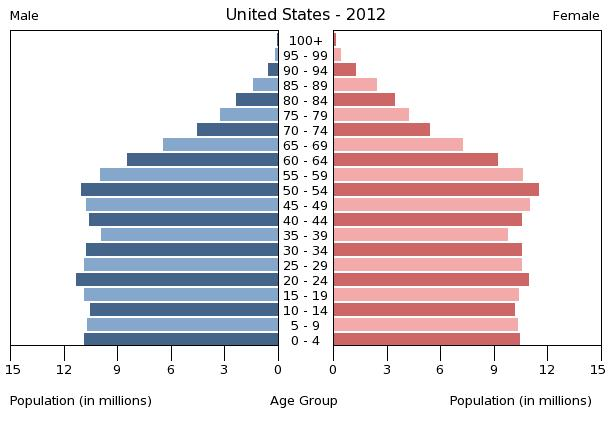 United States - 2012
Male
Female
100+
95 - 99
90 - 94
85 - 89
80 - 84
75 - 79
70 - 74
65 - 69
60 - 64
55 - 59
50 - 54
45 - 49
40 - 44
35 - 39
30 - 34
25 - 29
20 - 24
15 - 19
10 - 14
5 - 9
0 - 4
15 12 9 6 3 0 0 3 6 9 12 15
Population (in millions) Age Group Population (in millions)